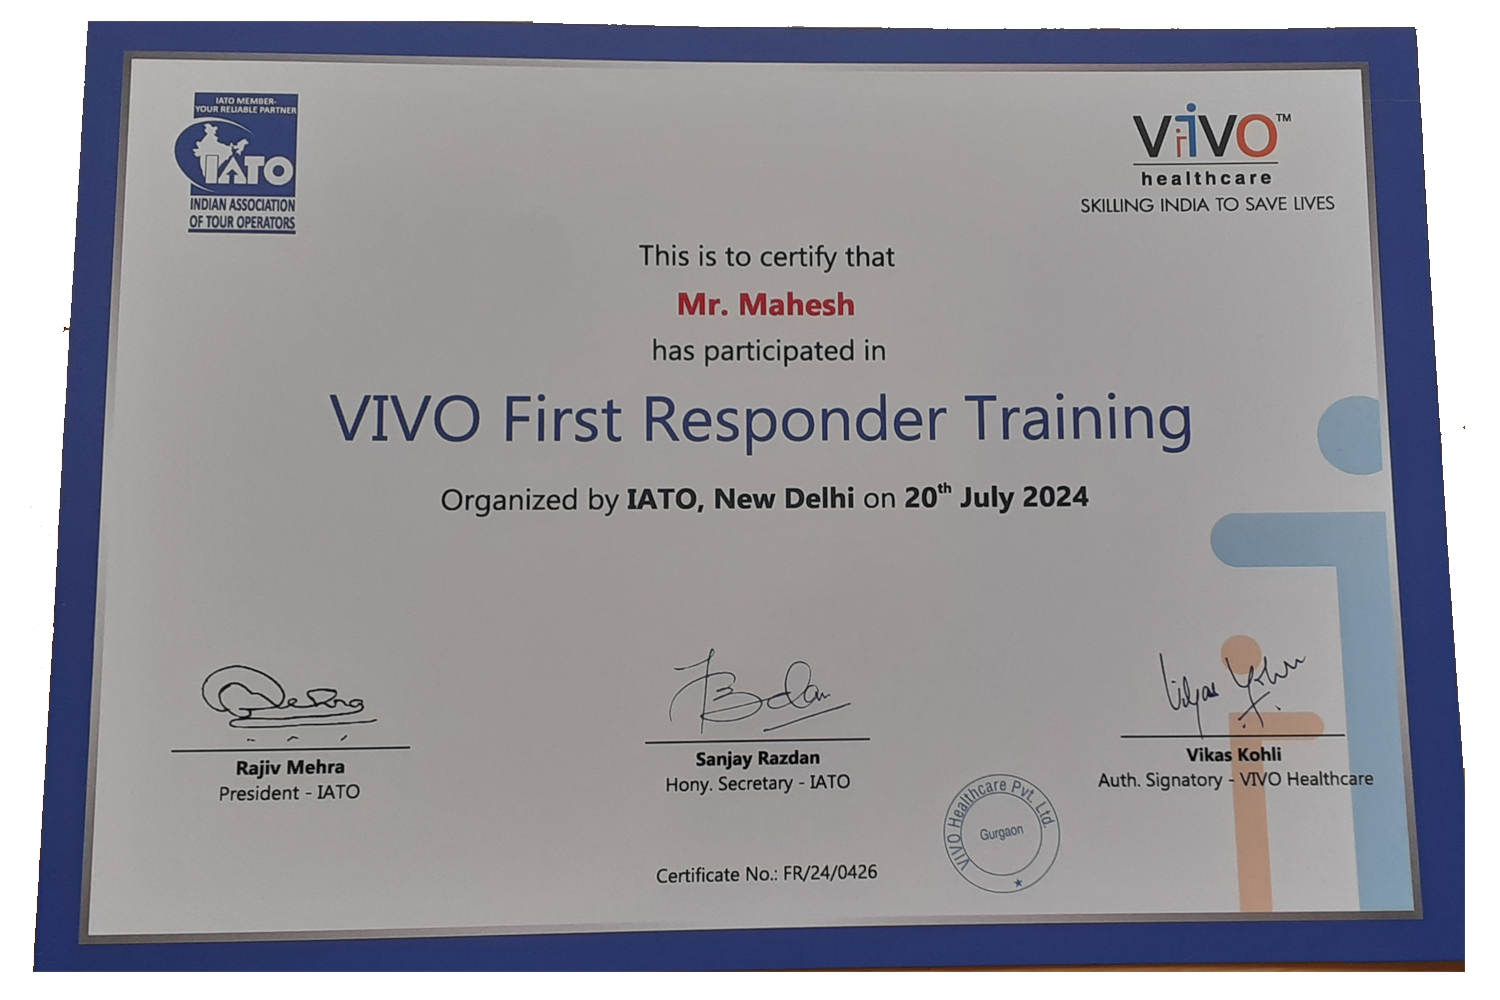 IATO MEMBER-
YOUR RELIABLE PARTNER
IATO
INDIAN ASSOCIATION
OF TOUR OPERATORS
ViVO™
healthcare
SKILLING INDIA TO SAVE LIVES
This is to certify that
Mr. Mahesh
has participated in
VIVO First Responder Training
Organized by IATO, New Delhi on 20th July 2024
Rajiv Mehra
President - IATO
Sanjay Razdan
Hony. Secretary - IATO
Vikas Kohli
Auth. Signatory - VIVO Healthcare
VIVO Healthcare Pvt. Ltd.
Gurgaon
Certificate No.: FR/24/0426